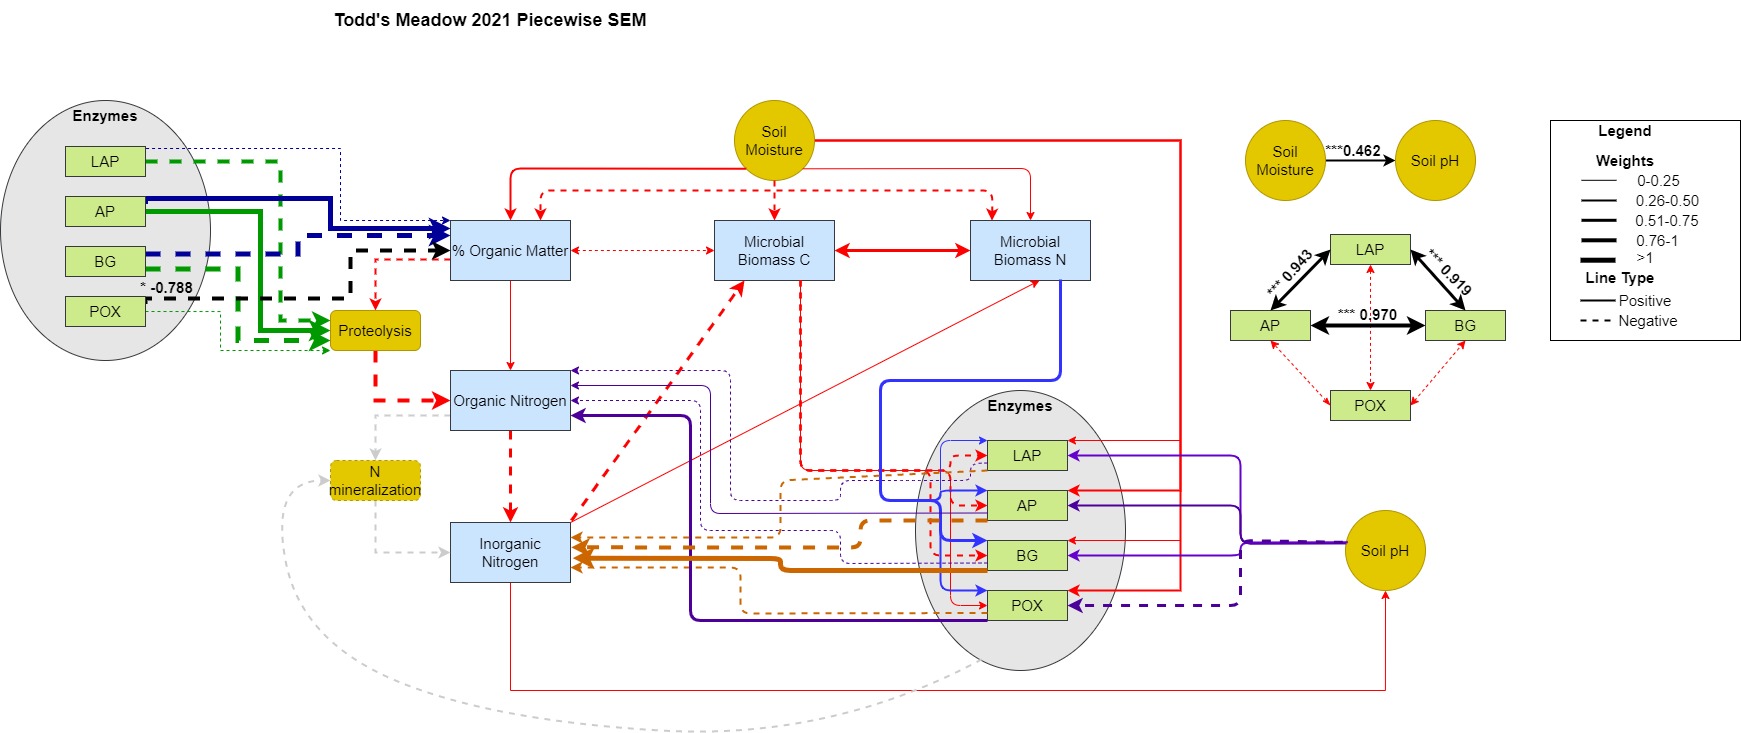 Todd's Meadow 2021 Piecewise SEM
Enzymes
LAP
AP
BG
* -0.788
POX
Proteolysis
% Organic Matter
Organic Nitrogen
N
mineralization
Inorganic
Nitrogen
Soil
Moisture
Microbial
Biomass C
Microbial
Biomass N
Enzymes
LAP
AP
BG
POX
Soil pH
Soil
Moisture
***0.462
Soil pH
LAP
*** 0.943
*** 0.919
AP
*** 0.970
BG
POX
Legend
Weights
0-0.25
0.26-0.50
0.51-0.75
0.76-1
>1
Line Type
Positive
Negative